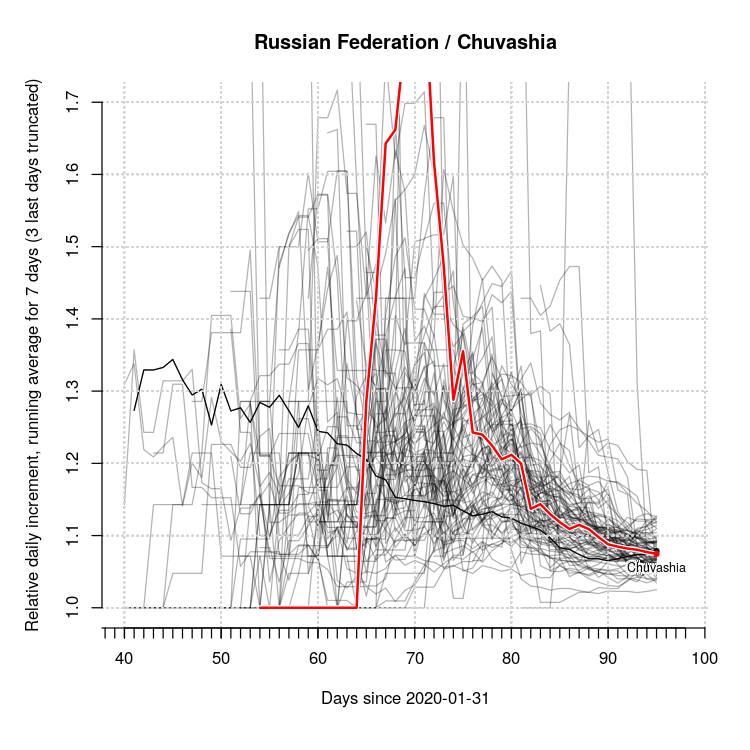 Russian Federation / Chuvashia
Relative daily increment, running average for 7 days (3 last days truncated)
1.7
1.6
1.5
1.4
1.3
1.2
1.1
1.0
Chuvashia
40 50 60 70 80 90 100
Days since 2020-01-31